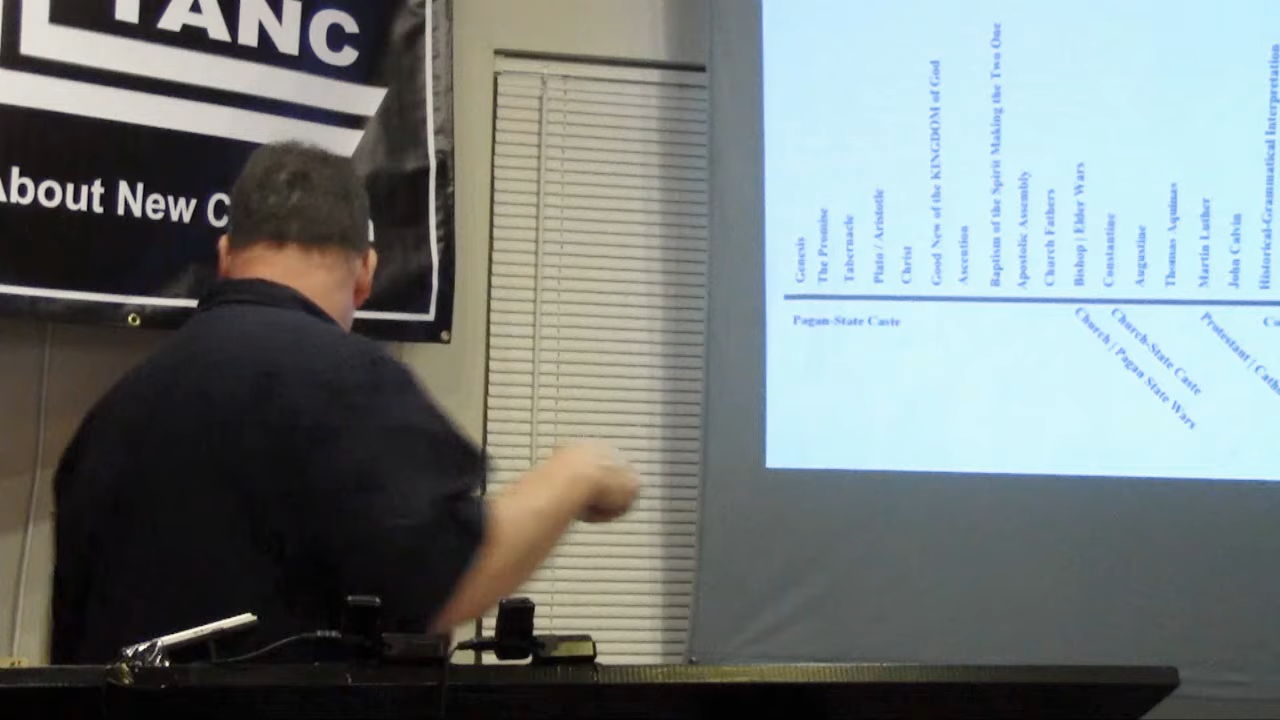 TANC
About New C
Genesis
The Promise
Tabernacle
Plato / Aristotle
Christ
Good New of the KINGDOM of God
Ascention
Baptism of the Spirit Making the Two One
Apostolic Assembly
Church Fathers
Bishop | Elder Wars
Constantine
Augustine
Thomas Aquinas
Martin Luther
John Calvin
Historical-Grammatical Interpretation
Pagan-State Caste
Church | Pagan State Wars
Church-State Caste
Protestant | Catho
C